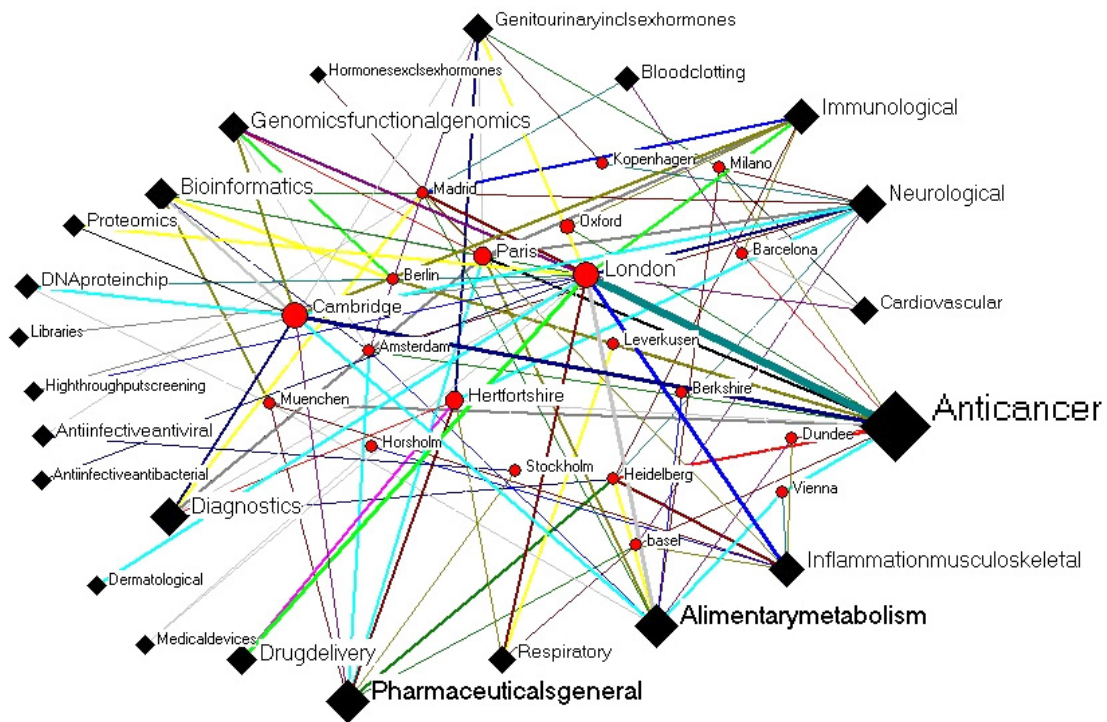 Genitourinaryinclsexhormones
Hormonesexclsexhormones
Bloodclotting
Immunological
Genomicsfunctionalgenomics
Kopenhagen
Milano
Bioinformatics
Madrid
Neurological
Proteomics
Oxford
Paris
Barcelona
DNAproteinchip
Berlin
London
Cambridge
Cardiovascular
Libraries
Amsterdam
Leverkusen
Highthroughputscreening
Muenchen
Hertfortshire
Berkshire
Anticancer
Antiinfectiveantiviral
Horsholm
Dundee
Antiinfectiveantibacterial
Stockholm
Heidelberg
Vienna
Diagnostics
basel
Inflammationmusculoskeletal
Dermatological
Alimentarymetabolism
Medicaldevices
Drugdelivery
Respiratory
Pharmaceuticalsgeneral